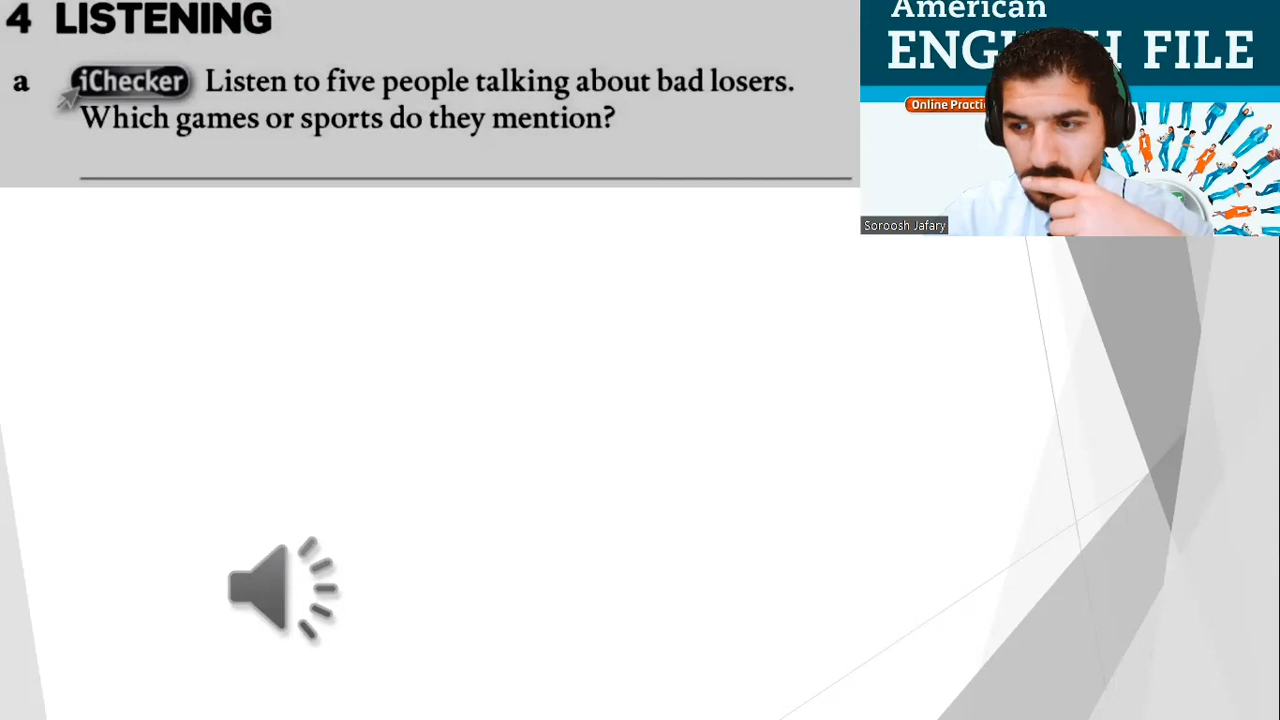 4 LISTENING
a iChecker Listen to five people talking about bad losers.
Which games or sports do they mention?
American
ENG H FILE
Online Practi
Soroosh Jafary